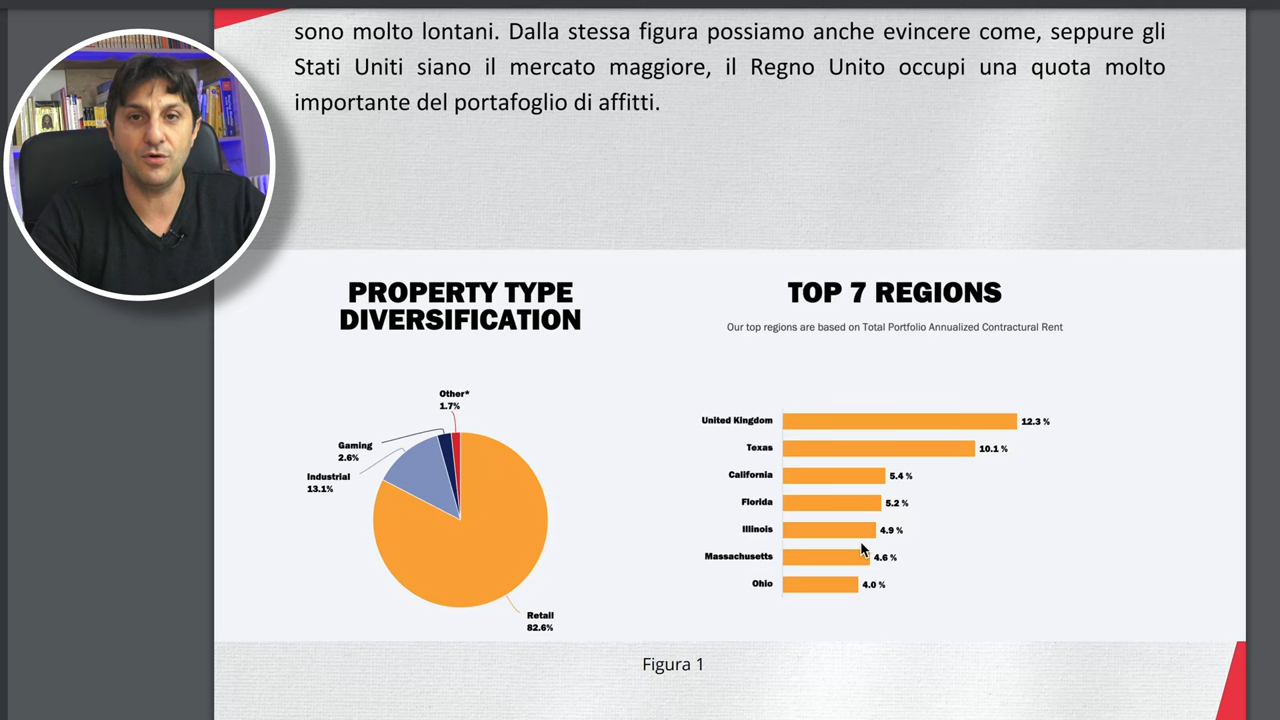 sono molto lontani. Dalla stessa figura possiamo anche evincere come, seppure gli
Stati Uniti siano il mercato maggiore, il Regno Unito occupi una quota molto
importante del portafoglio di affitti.
PROPERTY TYPE
DIVERSIFICATION
Other*
1.7%
Gaming
2.6%
Industrial
13.1%
Retail
82.6%
TOP 7 REGIONS
Our top regions are based on Total Portfolio Annualized Contractural Rent
United Kingdom 12.3 %
Texas 10.1 %
California 5.4 %
Florida 5.2 %
Illinois 4.9 %
Massachusetts 4.6 %
Ohio 4.0 %
Figura 1